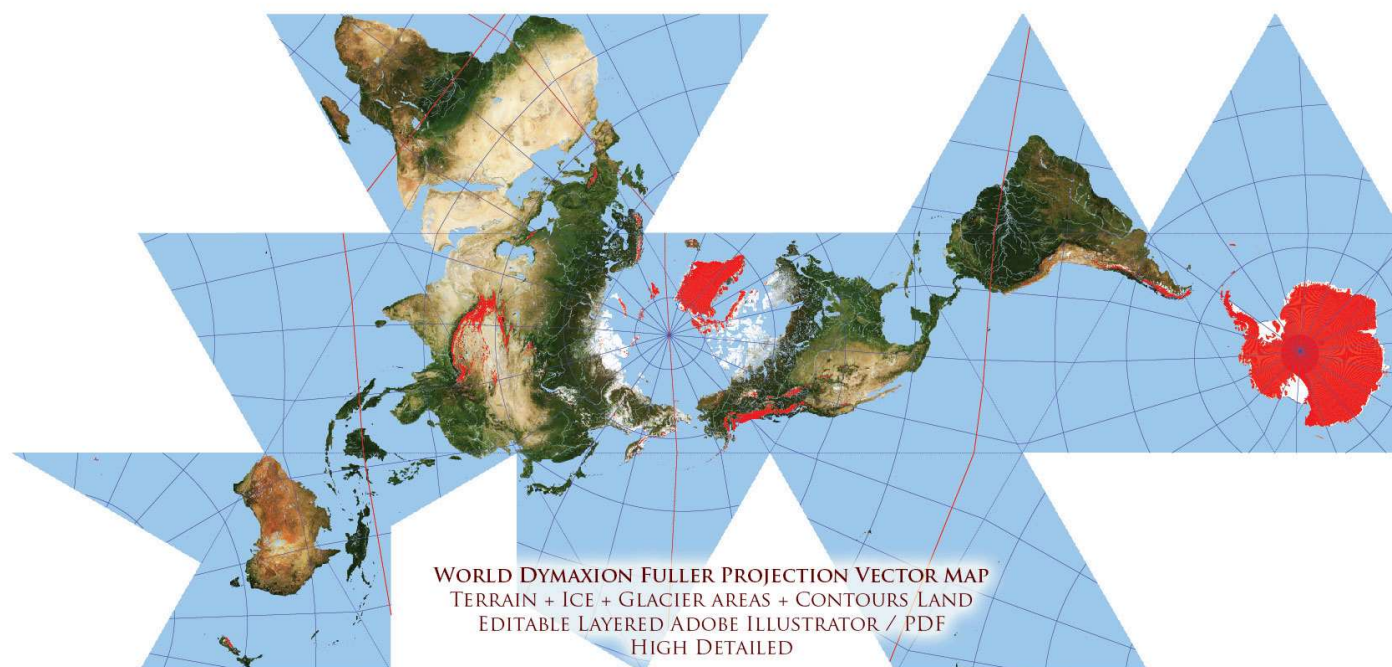 World Dymaxion Fuller Projection Vector Map
Terrain + Ice + Glacier areas + Contours Land
Editable Layered Adobe Illustrator / PDF
High Detailed